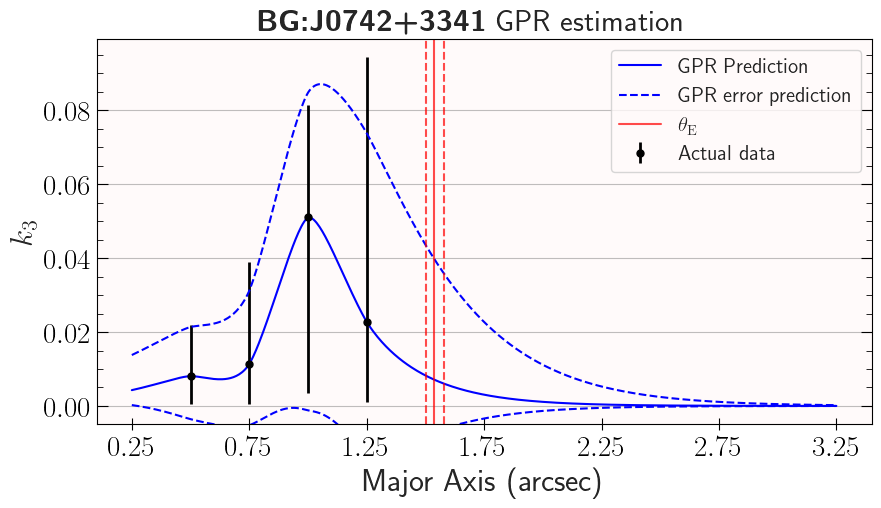 BG:J0742+3341 GPR estimation
GPR Prediction
GPR error prediction
θE
Actual data
k3
0.08
0.06
0.04
0.02
0.00
0.25 0.75 1.25 1.75 2.25 2.75 3.25
Major Axis (arcsec)